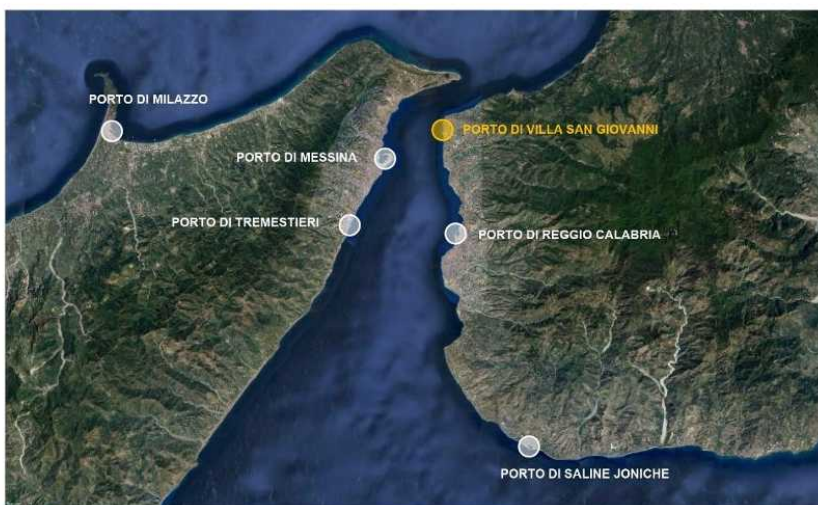 PORTO DI MILAZZO
PORTO DI VILLA SAN GIOVANNI
PORTO DI MESSINA
PORTO DI TREMESTIERI
PORTO DI REGGIO CALABRIA
PORTO DI SALINE JONICHE